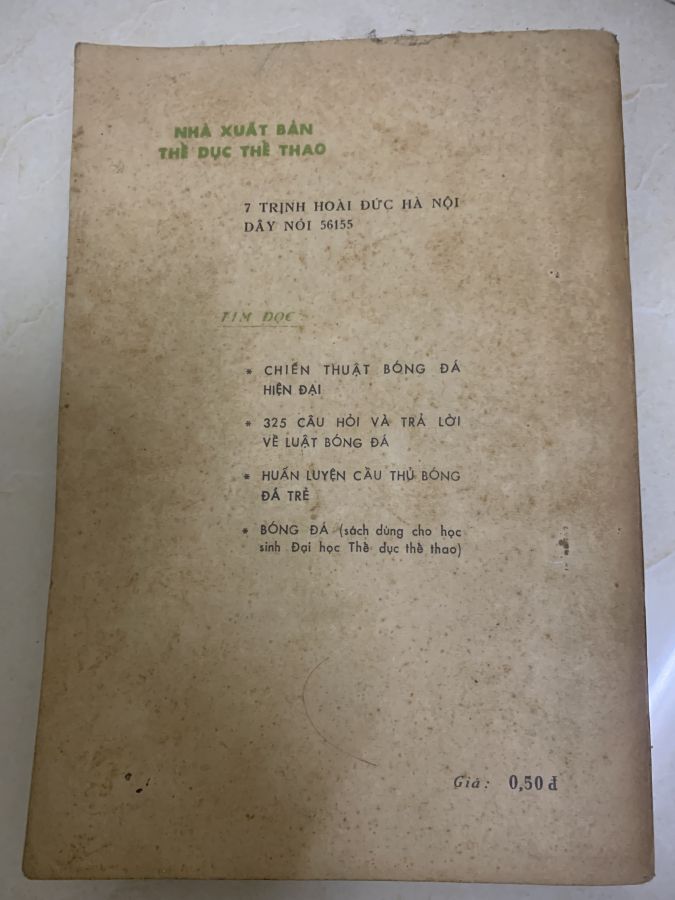 NHÀ XUẤT BẢN
THỂ DỤC THỂ THAO
7 TRỊNH HOÀI ĐỨC HÀ NỘI
DÂY NÓI 56155
TÌM ĐỌC:
* CHIẾN THUẬT BÓNG ĐÁ
HIỆN ĐẠI
* 325 CÂU HỎI VÀ TRẢ LỜI
VỀ LUẬT BÓNG ĐÁ
* HUẤN LUYỆN CẦU THỦ BÓNG
ĐÁ TRẺ
* BÓNG ĐÁ (sách dùng cho học
sinh Đại học Thể dục thể thao)
Giá: 0,50 đ